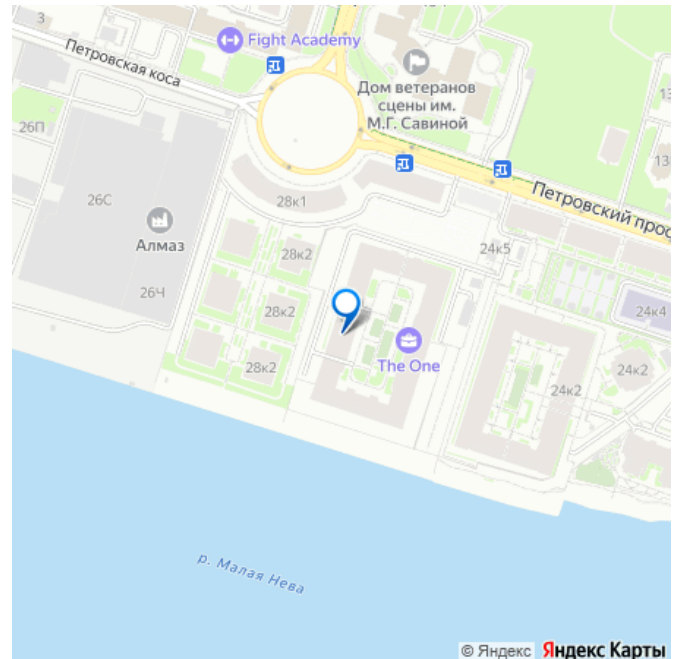 3
Fight Academy
Петровская коса
Дом ветеранов
сцены им.
М.Г. Савиной
26П
13
26С
28к1
Петровский прос
Алмаз
28к2
24к5
26Ч
28к2
24к4
The One
28к2
24к2
24к2
р. Малая Нева
© Яндекс Яндекс Карты